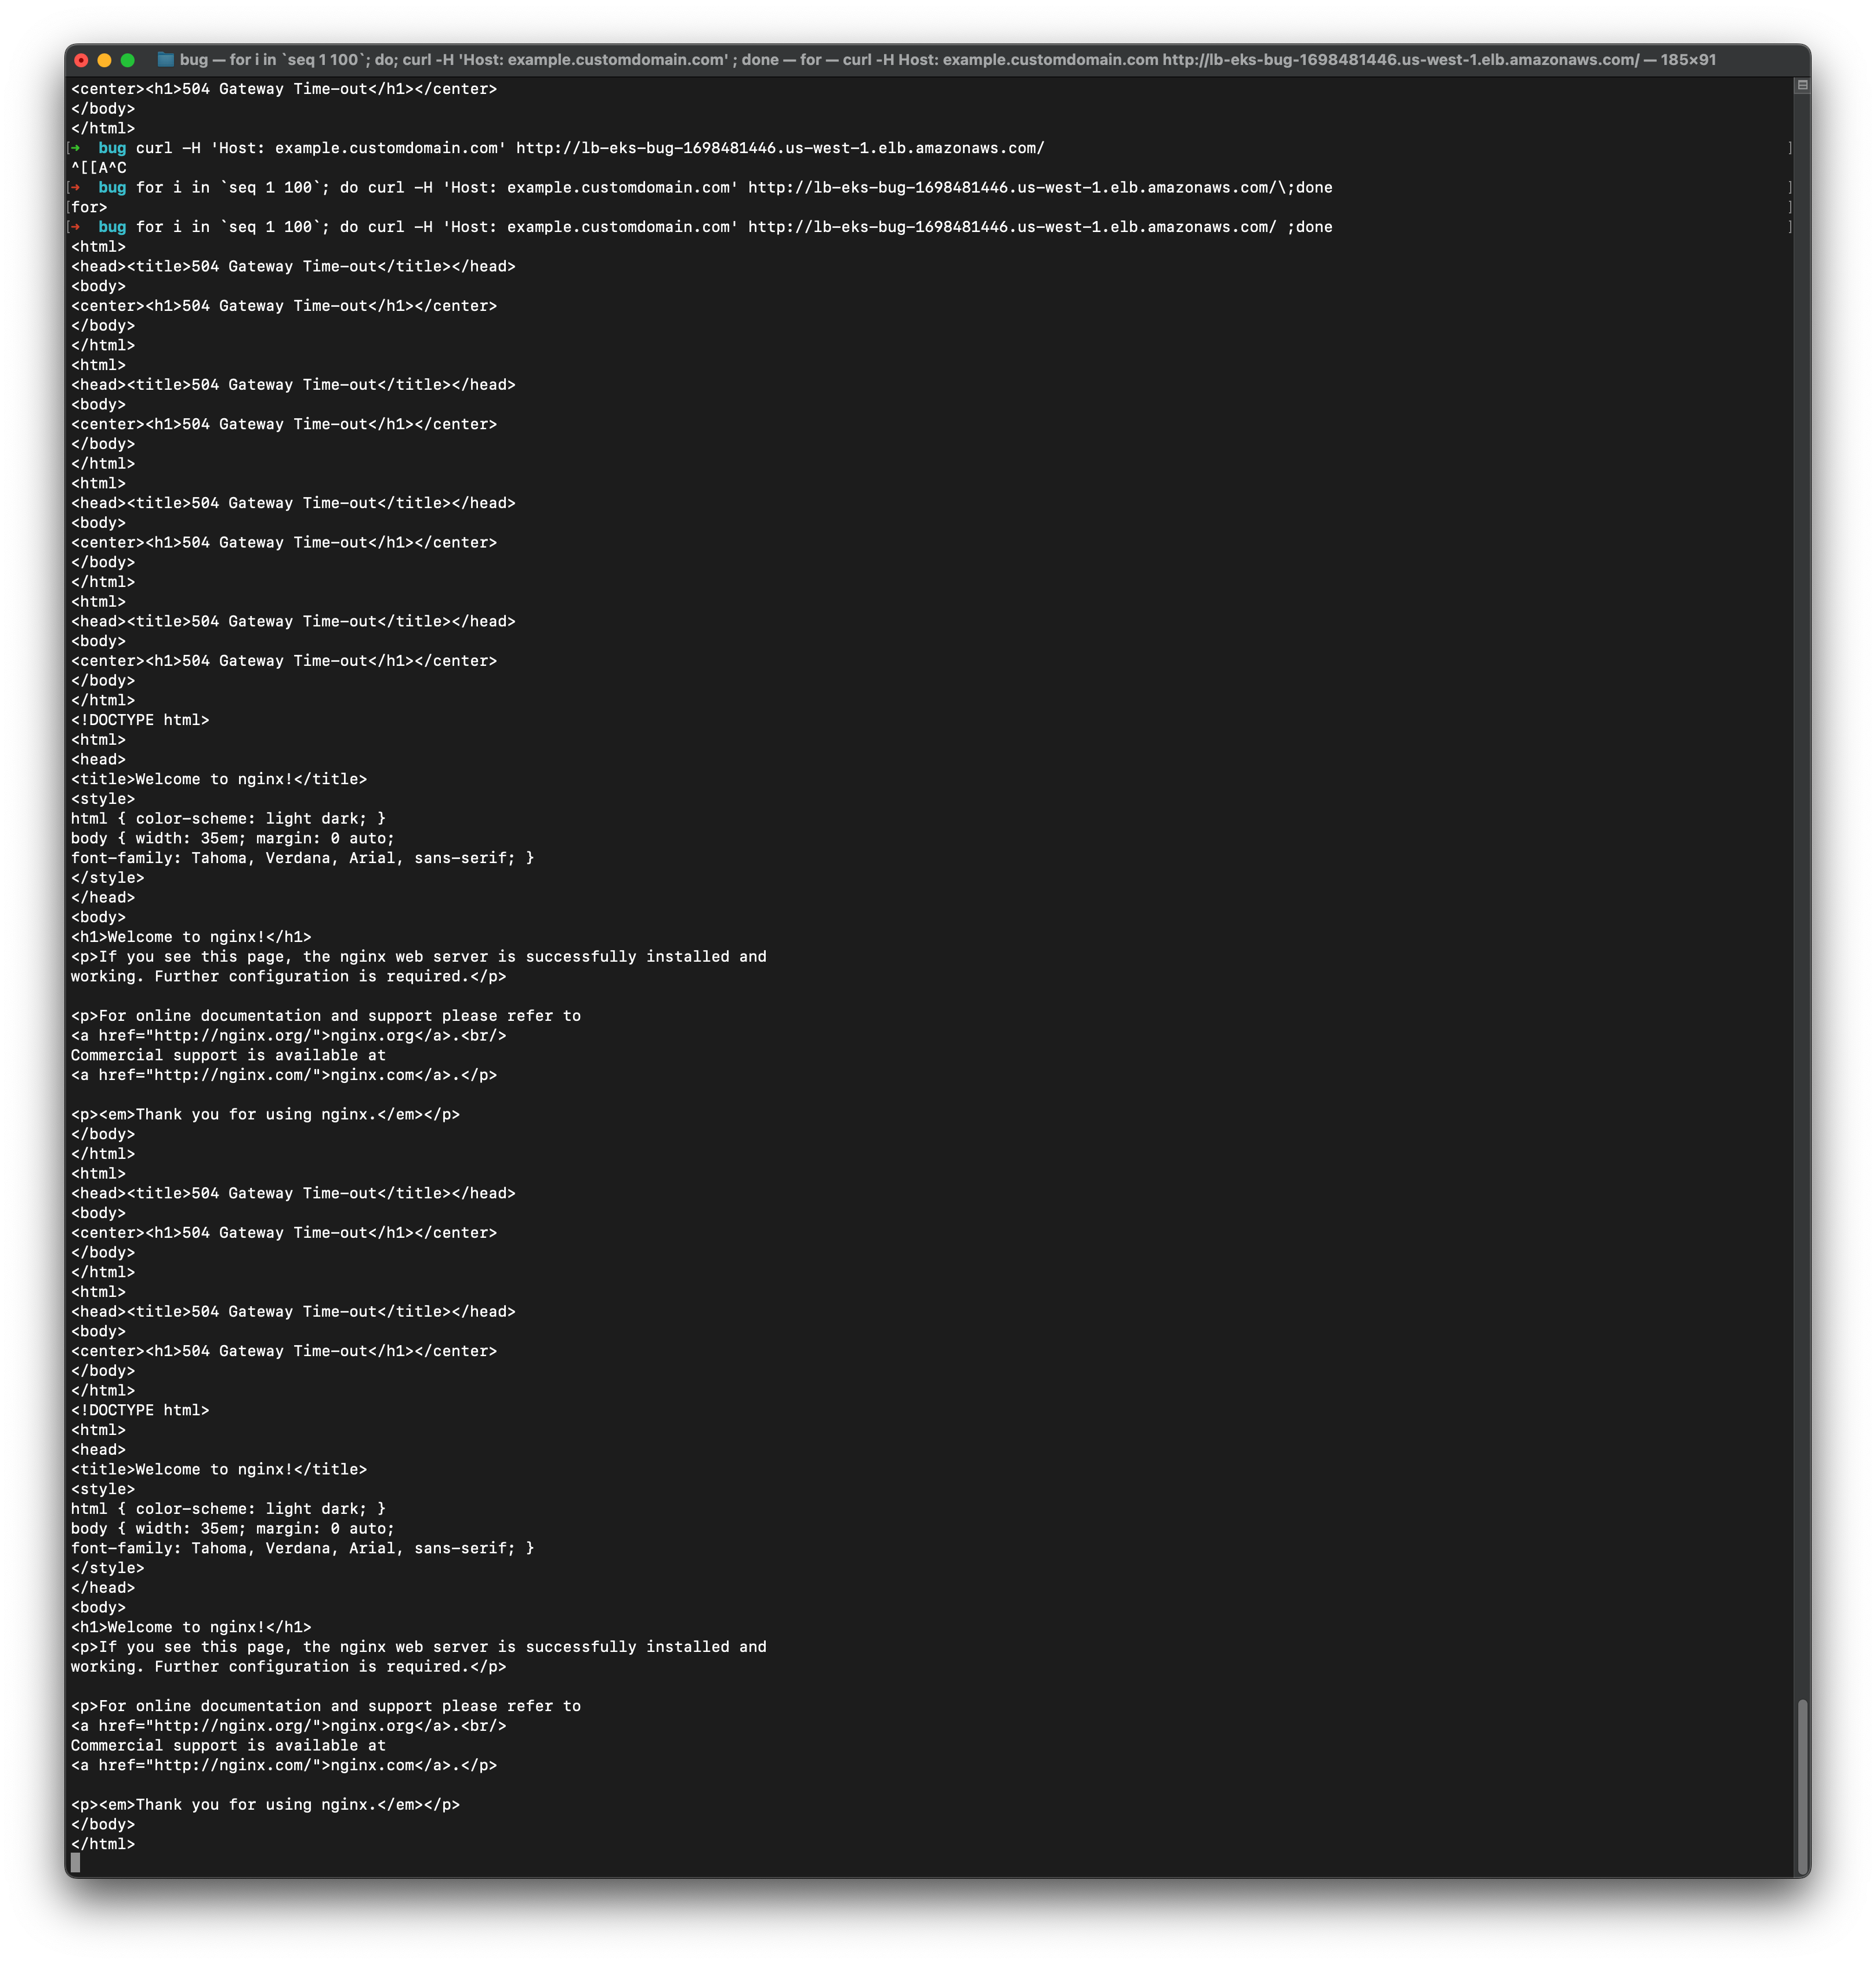 bug — for i in `seq 1 100`; do; curl -H 'Host: example.customdomain.com' ; done — for — curl -H Host: example.customdomain.com http://lb-eks-bug-1698481446.us-west-1.elb.amazonaws.com/ — 185×91
<center><h1>504 Gateway Time-out</h1></center>
</body>
</html>
[➜  bug curl -H 'Host: example.customdomain.com' http://lb-eks-bug-1698481446.us-west-1.elb.amazonaws.com/ ]
^[[A^C
[➜  bug for i in `seq 1 100`; do curl -H 'Host: example.customdomain.com' http://lb-eks-bug-1698481446.us-west-1.elb.amazonaws.com/\;done ]
[for> ]
[➜  bug for i in `seq 1 100`; do curl -H 'Host: example.customdomain.com' http://lb-eks-bug-1698481446.us-west-1.elb.amazonaws.com/ ;done ]
<html>
<head><title>504 Gateway Time-out</title></head>
<body>
<center><h1>504 Gateway Time-out</h1></center>
</body>
</html>
<html>
<head><title>504 Gateway Time-out</title></head>
<body>
<center><h1>504 Gateway Time-out</h1></center>
</body>
</html>
<html>
<head><title>504 Gateway Time-out</title></head>
<body>
<center><h1>504 Gateway Time-out</h1></center>
</body>
</html>
<html>
<head><title>504 Gateway Time-out</title></head>
<body>
<center><h1>504 Gateway Time-out</h1></center>
</body>
</html>
<!DOCTYPE html>
<html>
<head>
<title>Welcome to nginx!</title>
<style>
html { color-scheme: light dark; }
body { width: 35em; margin: 0 auto;
font-family: Tahoma, Verdana, Arial, sans-serif; }
</style>
</head>
<body>
<h1>Welcome to nginx!</h1>
<p>If you see this page, the nginx web server is successfully installed and
working. Further configuration is required.</p>

<p>For online documentation and support please refer to
<a href="http://nginx.org/">nginx.org</a>.<br/>
Commercial support is available at
<a href="http://nginx.com/">nginx.com</a>.</p>

<p><em>Thank you for using nginx.</em></p>
</body>
</html>
<html>
<head><title>504 Gateway Time-out</title></head>
<body>
<center><h1>504 Gateway Time-out</h1></center>
</body>
</html>
<html>
<head><title>504 Gateway Time-out</title></head>
<body>
<center><h1>504 Gateway Time-out</h1></center>
</body>
</html>
<!DOCTYPE html>
<html>
<head>
<title>Welcome to nginx!</title>
<style>
html { color-scheme: light dark; }
body { width: 35em; margin: 0 auto;
font-family: Tahoma, Verdana, Arial, sans-serif; }
</style>
</head>
<body>
<h1>Welcome to nginx!</h1>
<p>If you see this page, the nginx web server is successfully installed and
working. Further configuration is required.</p>

<p>For online documentation and support please refer to
<a href="http://nginx.org/">nginx.org</a>.<br/>
Commercial support is available at
<a href="http://nginx.com/">nginx.com</a>.</p>

<p><em>Thank you for using nginx.</em></p>
</body>
</html>